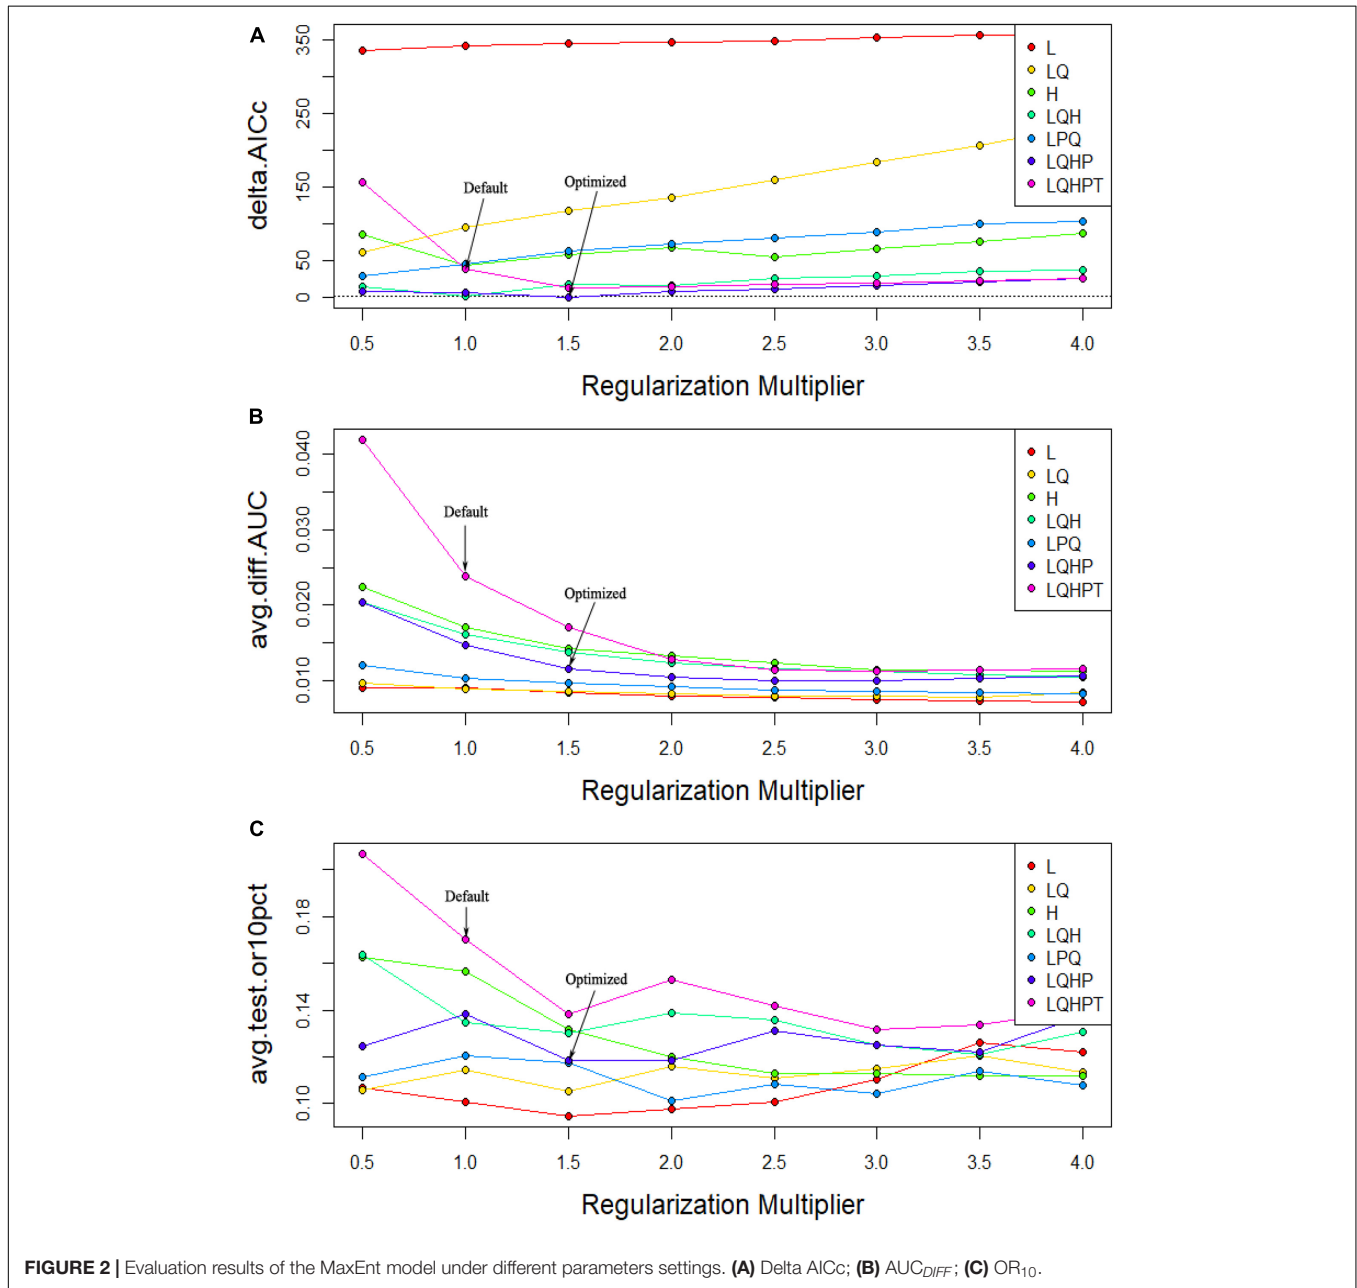 A
delta.AICc
350
250
150
50
0
Default
Optimized
L
LQ
H
LQH
LPQ
LQHP
LQHPT
0.5 1.0 1.5 2.0 2.5 3.0 3.5 4.0
Regularization Multiplier
B
avg.diff.AUC
0.040
0.030
0.020
0.010
Default
Optimized
L
LQ
H
LQH
LPQ
LQHP
LQHPT
0.5 1.0 1.5 2.0 2.5 3.0 3.5 4.0
Regularization Multiplier
C
avg.test.or10pct
0.18
0.14
0.10
Default
Optimized
L
LQ
H
LQH
LPQ
LQHP
LQHPT
0.5 1.0 1.5 2.0 2.5 3.0 3.5 4.0
Regularization Multiplier
FIGURE 2 | Evaluation results of the MaxEnt model under different parameters settings. (A) Delta AICc; (B) AUCDIFF; (C) OR10.